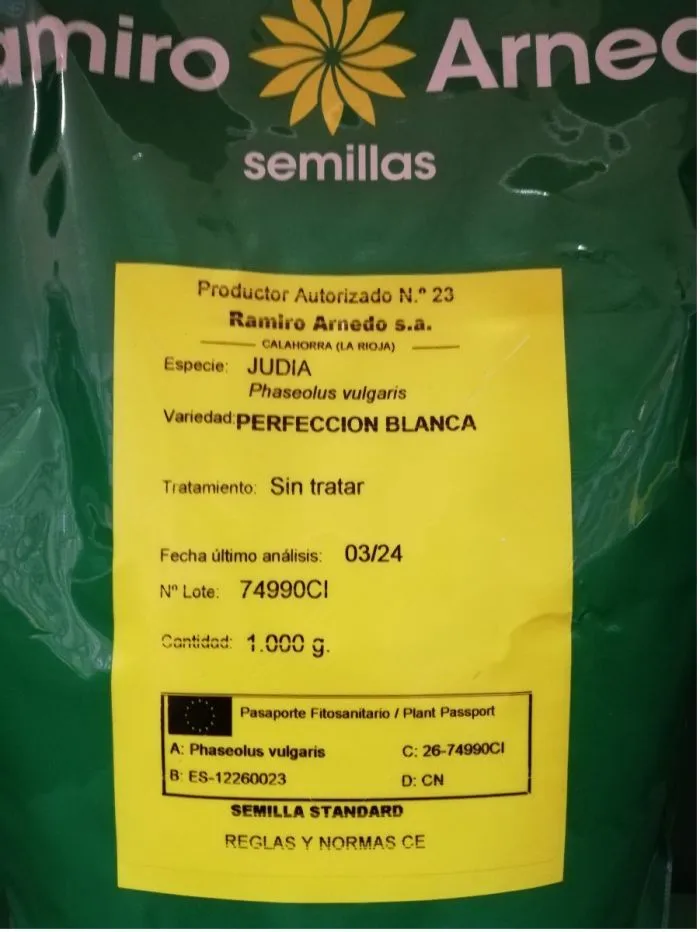 amiro Arned
semillas
Productor Autorizado N.º 23
Ramiro Arnedo s.a.
CALAHORRA (LA RIOJA)
Especie: JUDIA
Phaseolus vulgaris
Variedad: PERFECCION BLANCA
Tratamiento: Sin tratar
Fecha último análisis: 03/24
Nº Lote: 74990CI
Cantidad: 1.000 g.
Pasaporte Fitosanitario / Plant Passport
A: Phaseolus vulgaris C: 26-74990CI
B: ES-12260023 D: CN
SEMILLA STANDARD
REGLAS Y NORMAS CE